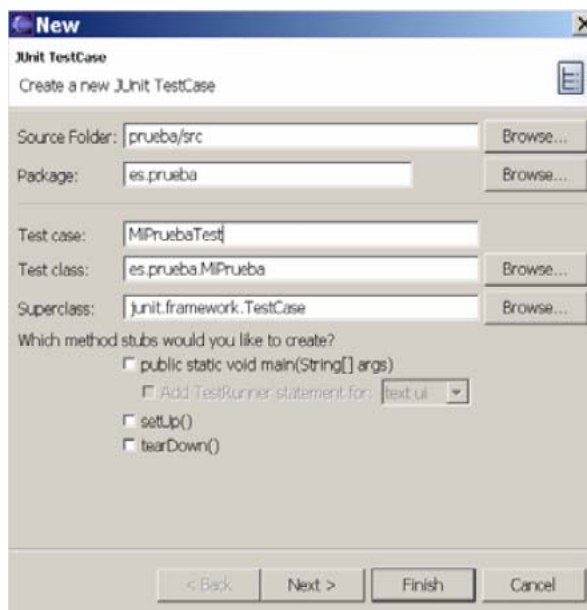 New
JUnit TestCase
Create a new JUnit TestCase
Source Folder: prueba/src Browse...
Package: es.prueba Browse...
Test case: MiPruebaTest
Test class: es.prueba.MiPrueba Browse...
Superclass: junit.framework.TestCase Browse...
Which method stubs would you like to create?
public static void main(String[] args)
Add TestRunner statement for: text ui
setUp()
tearDown()
< Back Next > Finish Cancel